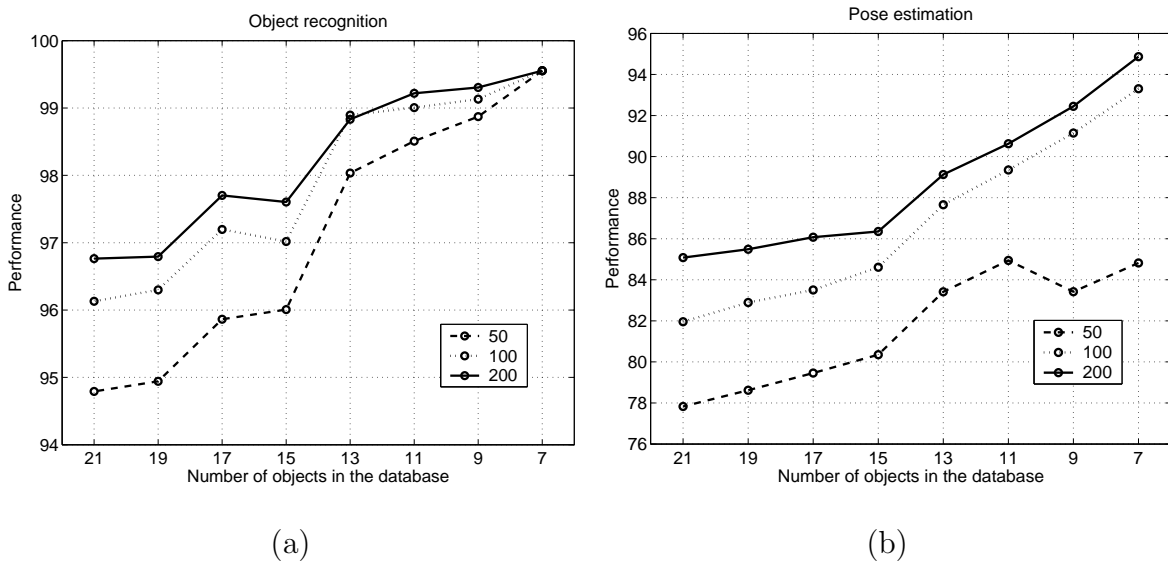 Object recognition
100
99
98
97
96
95
94
Performance
50
100
200
21 19 17 15 13 11 9 7
Number of objects in the database
(a)
Pose estimation
96
94
92
90
88
86
84
82
80
78
76
Performance
50
100
200
21 19 17 15 13 11 9 7
Number of objects in the database
(b)